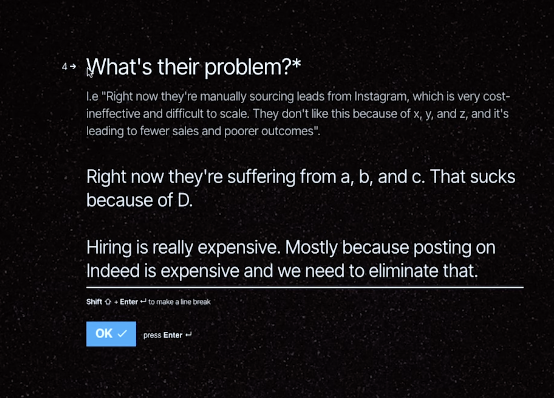 4→ What's their problem?*
I.e "Right now they're manually sourcing leads from Instagram, which is very cost-
ineffective and difficult to scale. They don't like this because of x, y, and z, and it's
leading to fewer sales and poorer outcomes".
Right now they're suffering from a, b, and c. That sucks
because of D.
Hiring is really expensive. Mostly because posting on
Indeed is expensive and we need to eliminate that.
Shift ⇧ + Enter ↵ to make a line break
OK ✓ press Enter ↵